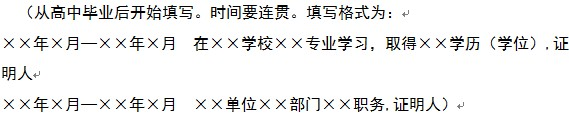 （从高中毕业后开始填写。时间要连贯。填写格式为：
××年×月—××年×月　在××学校××专业学习，取得××学历（学位）,证
明人
××年×月—××年×月　××单位××部门××职务,证明人）